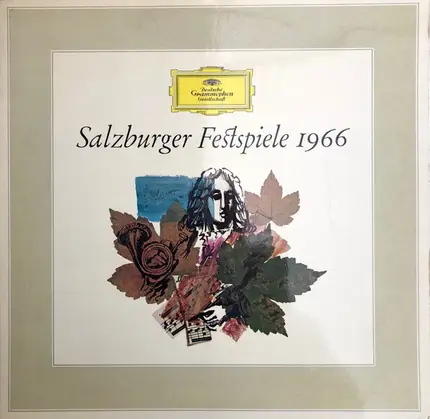 Deutsche
Grammophon
Gesellschaft
Salzburger Festspiele 1966